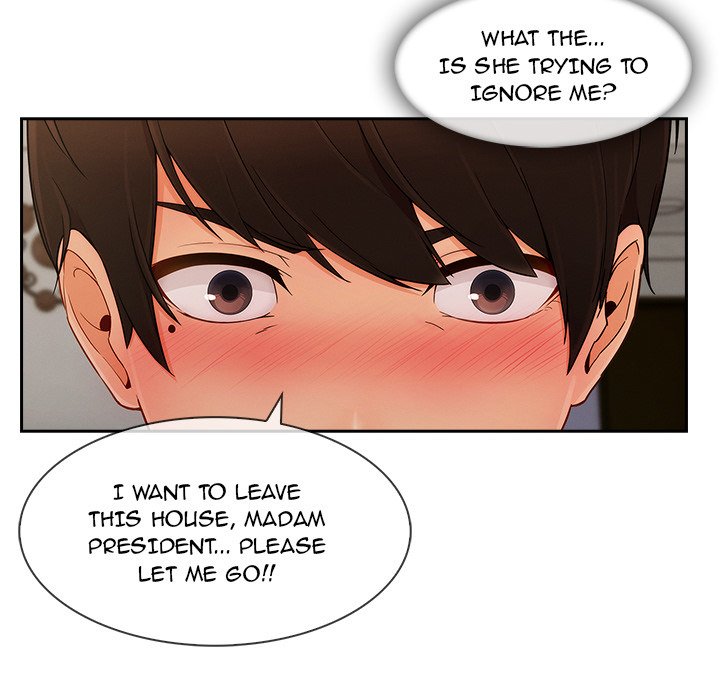 WHAT THE...
IS SHE TRYING TO
IGNORE ME?
I WANT TO LEAVE
THIS HOUSE, MADAM
PRESIDENT... PLEASE
LET ME GO!!